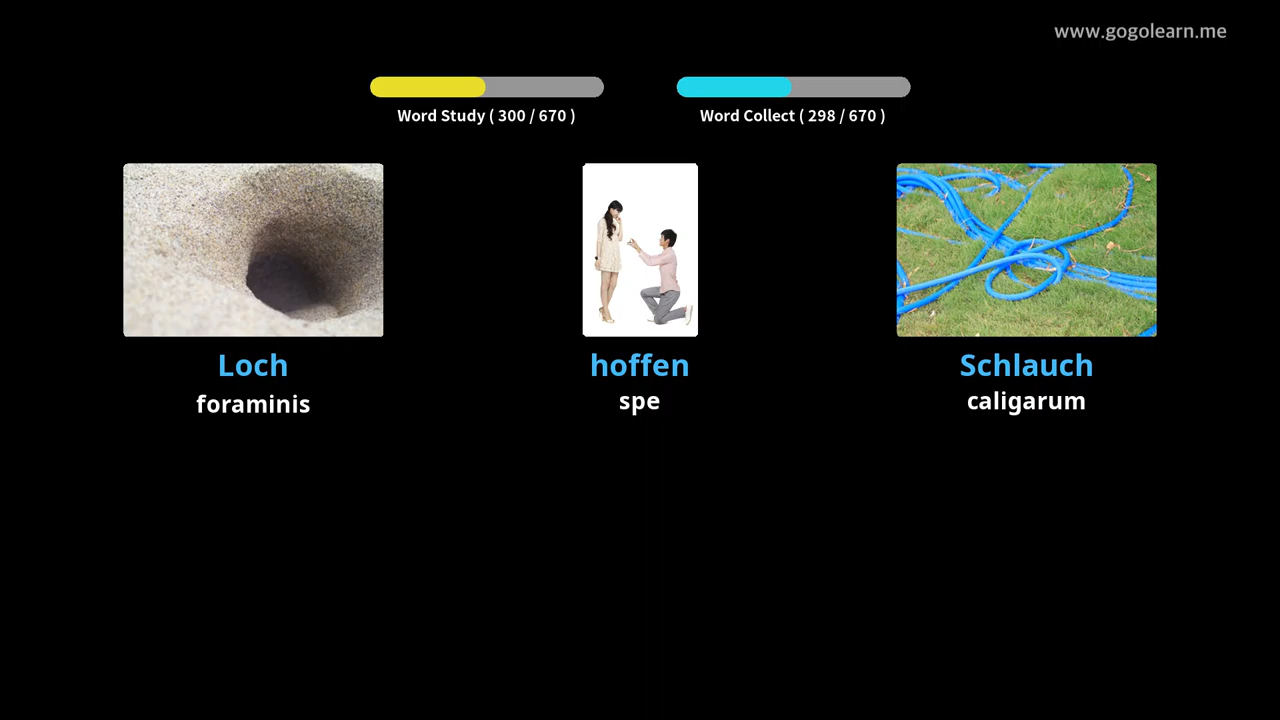 www.gogolearn.me
Word Study ( 300 / 670 )
Word Collect ( 298 / 670 )
Loch
foraminis
hoffen
spe
Schlauch
caligarum